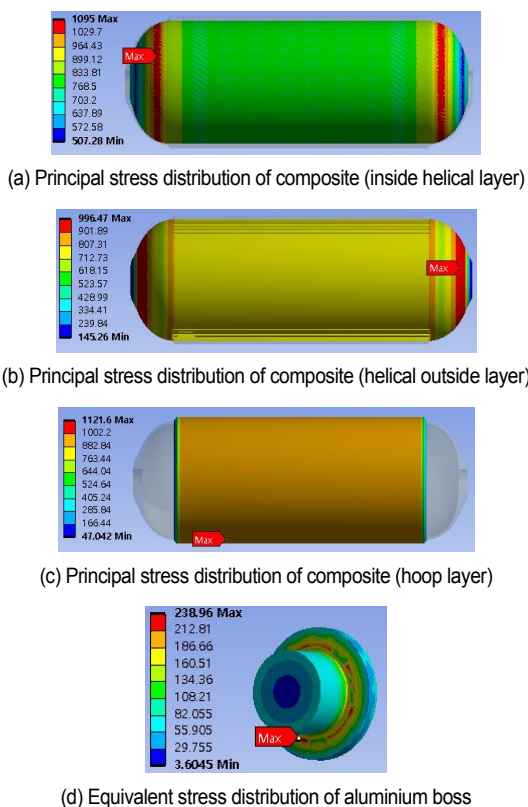 1095 Max
1029.7
964.43
899.12
833.81
768.5
703.2
637.89
572.58
507.28 Min
Max
(a) Principal stress distribution of composite (inside helical layer)
996.47 Max
901.89
807.31
712.73
618.15
523.57
428.99
334.41
239.84
145.26 Min
Max
(b) Principal stress distribution of composite (helical outside layer)
1121.6 Max
1002.2
882.84
763.44
644.04
524.64
405.24
285.84
166.44
47.042 Min
Max
(c) Principal stress distribution of composite (hoop layer)
238.96 Max
212.81
186.66
160.51
134.36
108.21
82.055
55.905
29.755
3.6045 Min
Max
(d) Equivalent stress distribution of aluminium boss